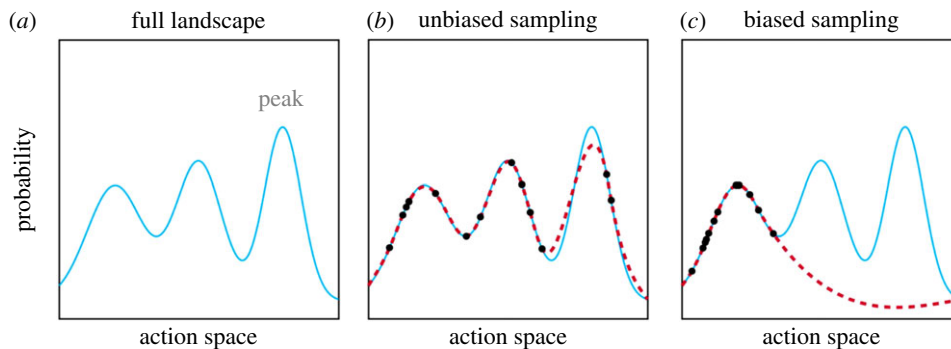 (a) full landscape
(b) unbiased sampling
(c) biased sampling
peak
probability
action space
action space
action space